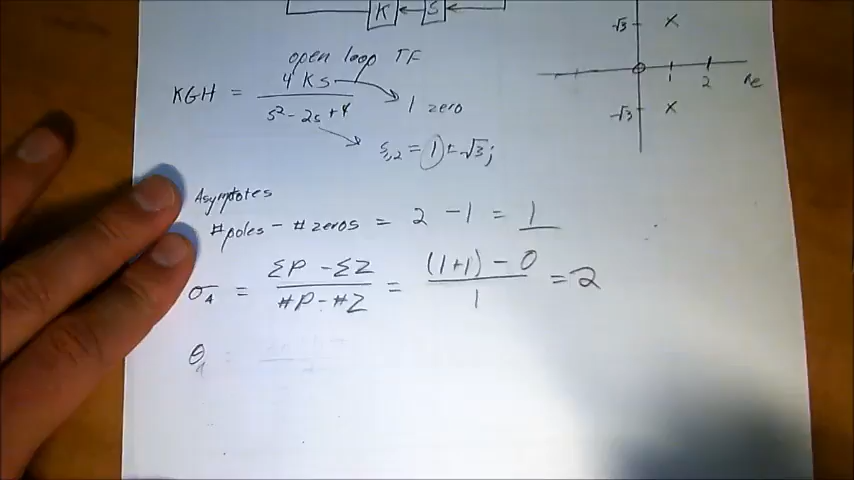 K S
√3
1 2 Re
-√3
open loop TF
KGH = 4KS / s² - 2s + 4
1 zero
s₁,₂ = 1 ± √3j
Asymptotes
#poles - #zeros = 2 - 1 = 1
σA = ΣP - ΣZ / #P - #Z = (1+1) - 0 / 1 = 2
θA